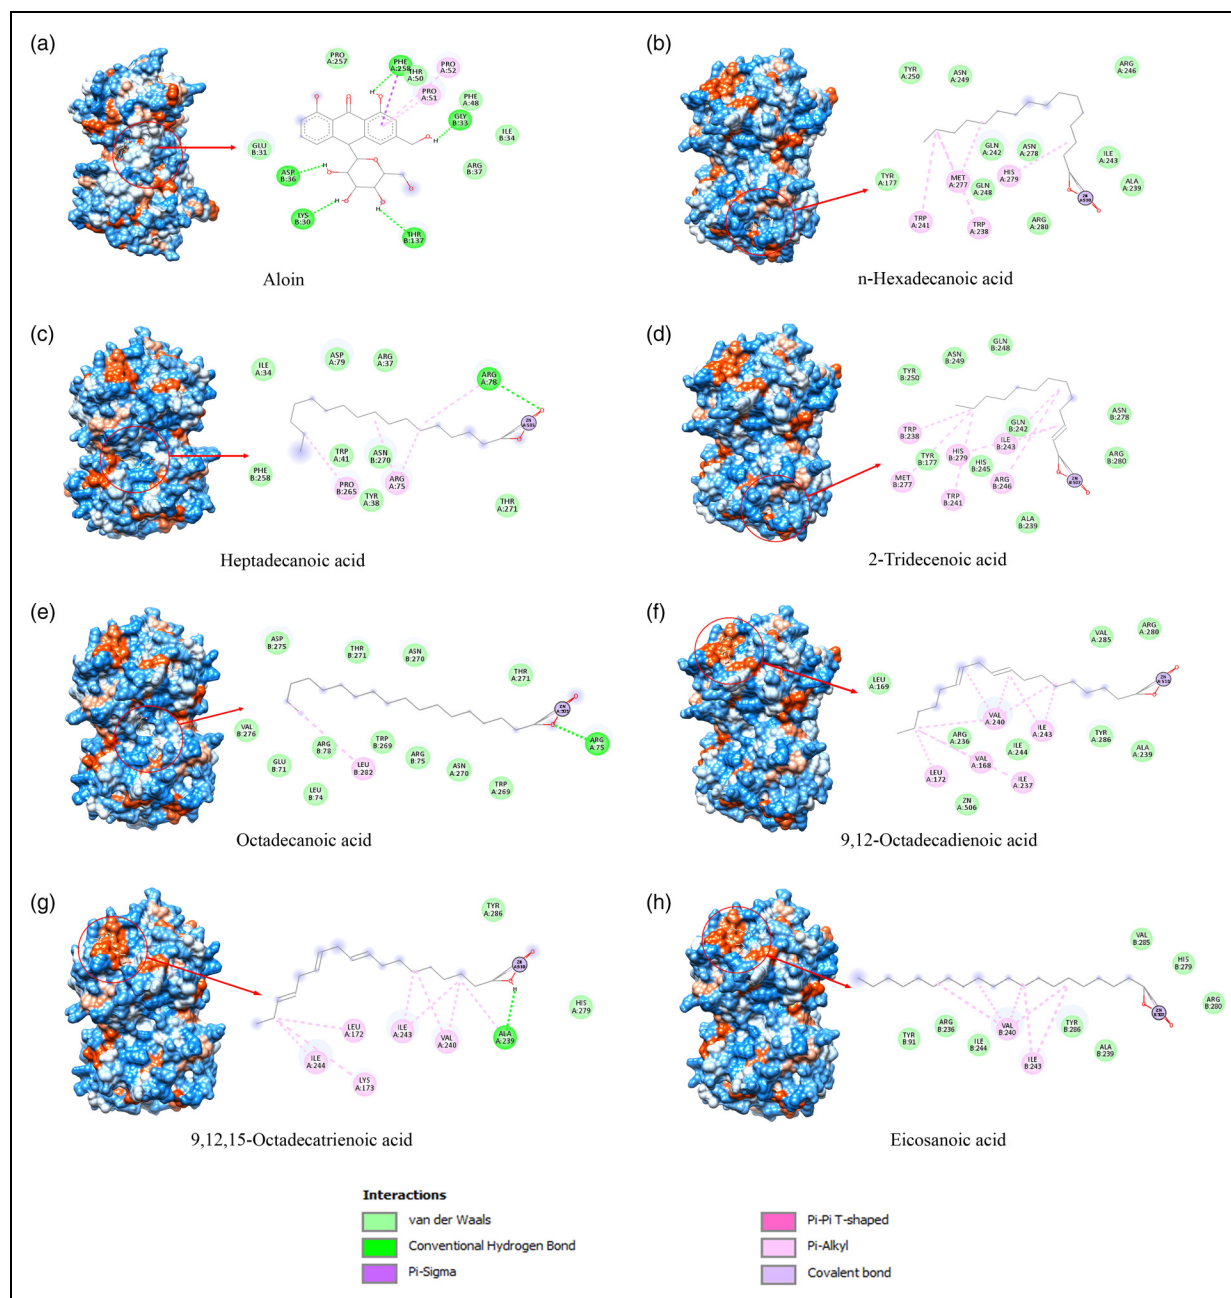 (a)
PRO
A:257
PHE
A:258
THR
A:50
PRO
A:52
PRO
A:51
PHE
A:48
GLY
B:33
ILE
B:34
GLU
B:31
ARG
B:37
ASP
B:36
LYS
B:30
THR
B:137
H
O
O
O
H
O
H
O
H
O
H
O
H
O
O
Aloin
(b)
TYR
A:250
ASN
A:249
ARG
A:246
GLN
A:242
ASN
A:278
ILE
A:243
TYR
A:177
MET
A:277
GLN
A:248
HIS
A:279
ALA
A:239
TRP
A:241
TRP
A:238
ARG
A:280
O
O
n-Hexadecanoic acid
(c)
ILE
A:34
ASP
A:79
ARG
A:37
ARG
A:78
ZN
A:505
O
O
TRP
A:41
ASN
B:270
PHE
B:258
PRO
B:265
TYR
A:38
ARG
A:75
THR
B:271
Heptadecanoic acid
(d)
TYR
B:250
ASN
B:249
GLN
B:248
ASN
B:278
TRP
B:238
GLN
B:242
ILE
B:243
TYR
B:177
HIS
B:279
HIS
B:245
ARG
B:280
MET
B:277
TRP
B:241
ARG
B:246
ALA
B:239
O
O
2-Tridecenoic acid
(e)
ASP
B:275
THR
B:271
ASN
B:270
THR
A:271
O
O
VAL
B:276
ARG
B:78
TRP
B:269
ARG
B:75
ARG
A:75
GLU
B:71
LEU
B:282
ASN
A:270
LEU
B:74
TRP
A:269
Octadecanoic acid
(f)
VAL
A:285
ARG
A:280
LEU
A:169
O
O
VAL
A:240
ARG
A:236
ILE
A:244
ILE
A:243
TYR
A:286
ALA
A:239
LEU
A:172
VAL
A:168
ILE
A:237
ZN
A:506
9,12-Octadecadienoic acid
(g)
TYR
A:286
O
O
H
HIS
A:279
LEU
A:172
ILE
A:243
VAL
A:240
ALA
A:239
ILE
A:244
LYS
A:173
9,12,15-Octadecatrienoic acid
(h)
VAL
B:285
HIS
B:279
ARG
B:280
O
O
TYR
B:91
ARG
B:236
ILE
B:244
VAL
B:240
TYR
B:286
ALA
B:239
ILE
B:243
Eicosanoic acid
Interactions
van der Waals
Conventional Hydrogen Bond
Pi-Sigma
Pi-Pi T-shaped
Pi-Alkyl
Covalent bond